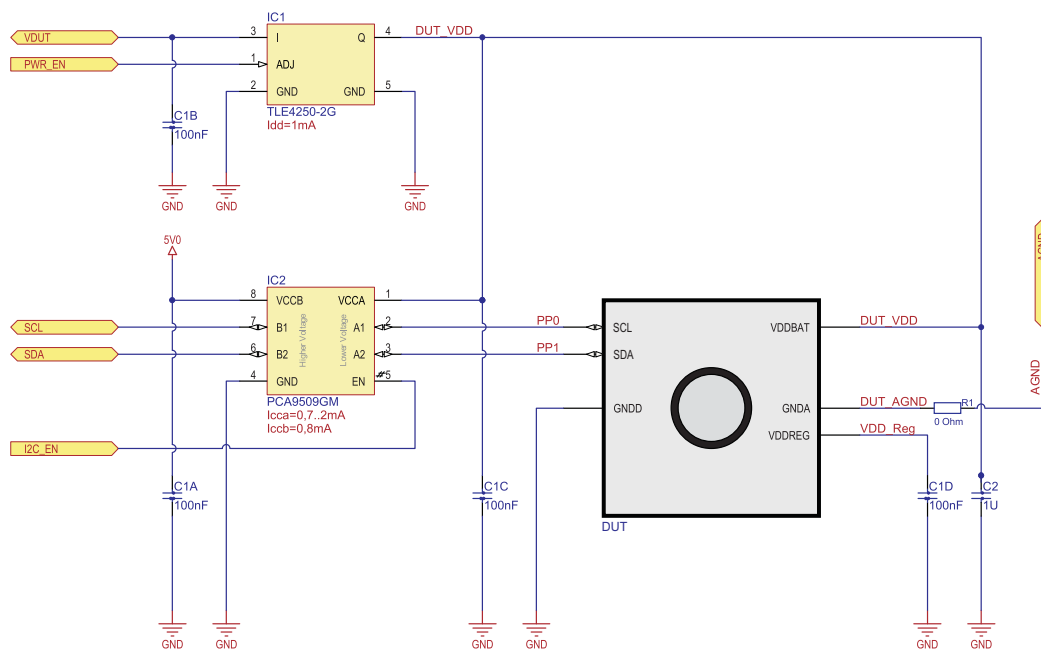 IC1
VDUT
3
I
Q
4
DUT_VDD
PWR_EN
1
ADJ
2
GND
GND
5
TLE4250-2G
Idd=1mA
C1B
100nF
GND
GND
GND
5V0
IC2
8
VCCB
VCCA
1
SCL
7
B1
A1
2
PP0
SCL
VDDBAT
DUT_VDD
SDA
6
B2
A2
3
PP1
SDA
Higher Voltage
Lower Voltage
4
GND
EN
5
PCA9509GM
Icca=0,7..2mA
Iccb=0,8mA
GNDD
GNDA
DUT_AGND
R1
0 Ohm
AGND
AGND
VDDREG
VDD_Reg
I2C_EN
C1A
100nF
C1C
100nF
C1D
100nF
C2
1U
DUT
GND
GND
GND
GND
GND
GND